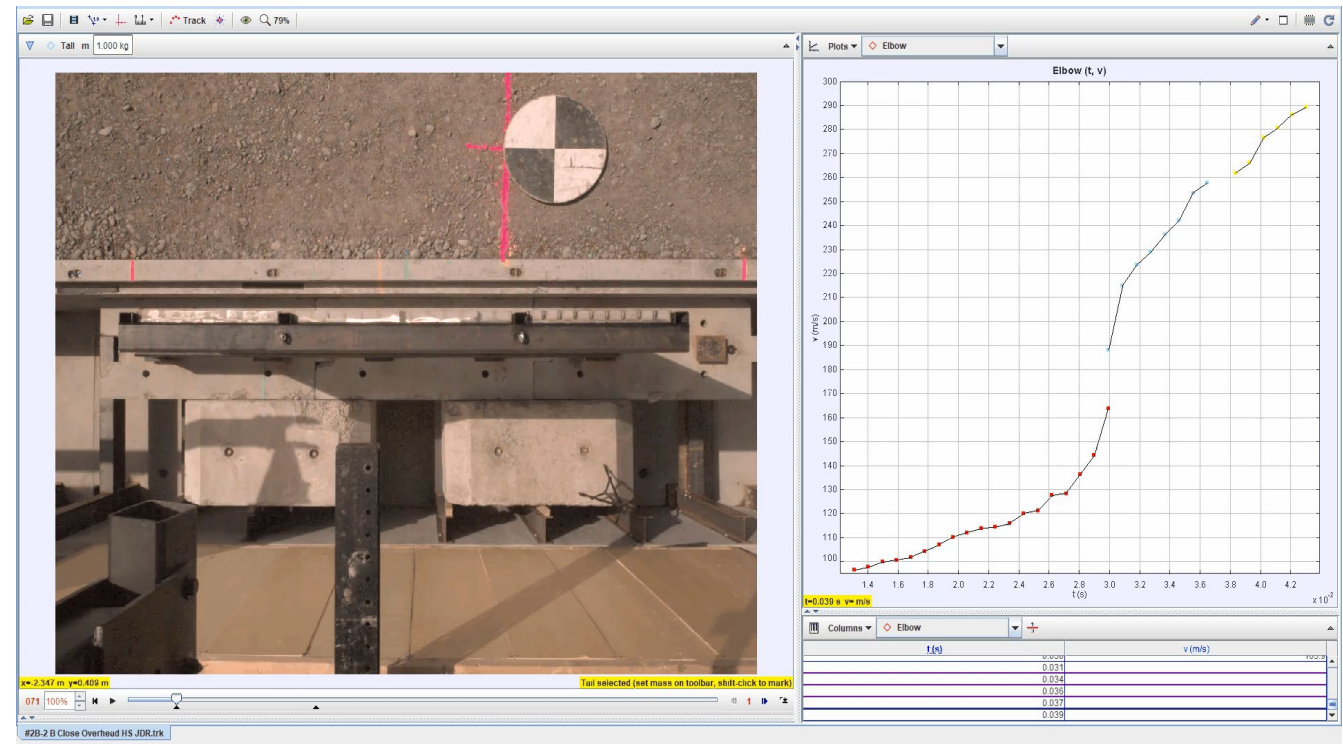 Track 79%
Tail m 1.000 kg
Plots Elbow
Elbow (t, v)
300
290
280
270
260
250
240
230
220
210
200
190
180
170
160
150
140
130
120
110
100
v (m/s)
1.4 1.6 1.8 2.0 2.2 2.4 2.6 2.8 3.0 3.2 3.4 3.6 3.8 4.0 4.2
t (s) x 10-2
t=0.039 s v= m/s
Columns Elbow
t (s) v (m/s)
0.031
0.034
0.036
0.037
0.039
x=-2.347 m y=0.409 m Tail selected (set mass on toolbar, shift-click to mark)
071 100% 1
#2B-2 B Close Overhead HS JDR.trk